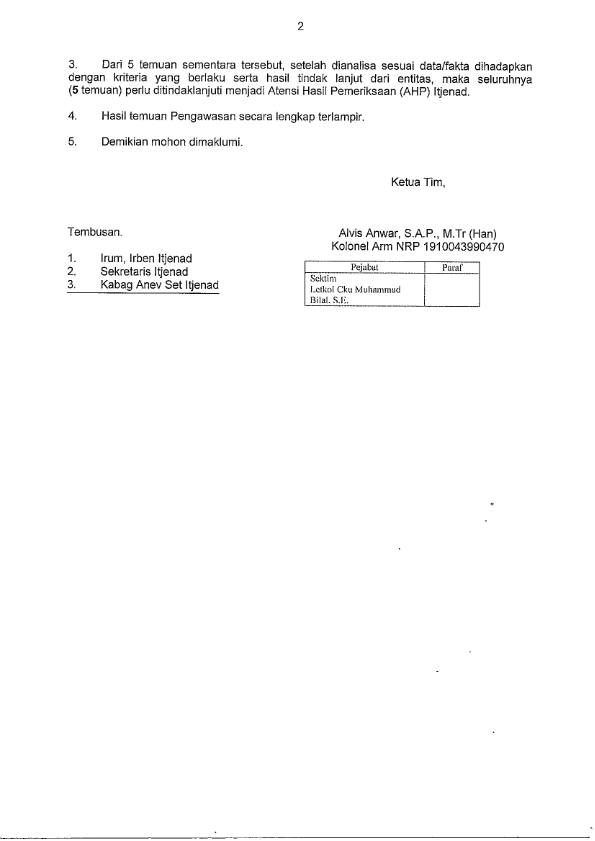 2
3. Dari 5 temuan sementara tersebut, setelah dianalisa sesuai data/fakta dihadapkan
dengan kriteria yang berlaku serta hasil tindak lanjut dari entitas, maka seluruhnya
(5 temuan) perlu ditindaklanjuti menjadi Atensi Hasil Pemeriksaan (AHP) Itjenad.
4. Hasil temuan Pengawasan secara lengkap terlampir.
5. Demikian mohon dimaklumi.
Ketua Tim,
Tembusan.
Alvis Anwar, S.A.P., M.Tr (Han)
Kolonel Arm NRP 1910043990470
1. Irum, Irben Itjenad
2. Sekretaris Itjenad
3. Kabag Anev Set Itjenad
Pejabat Paraf
Sektim
Letkol Cku Muhammad
Bilal. S.E.